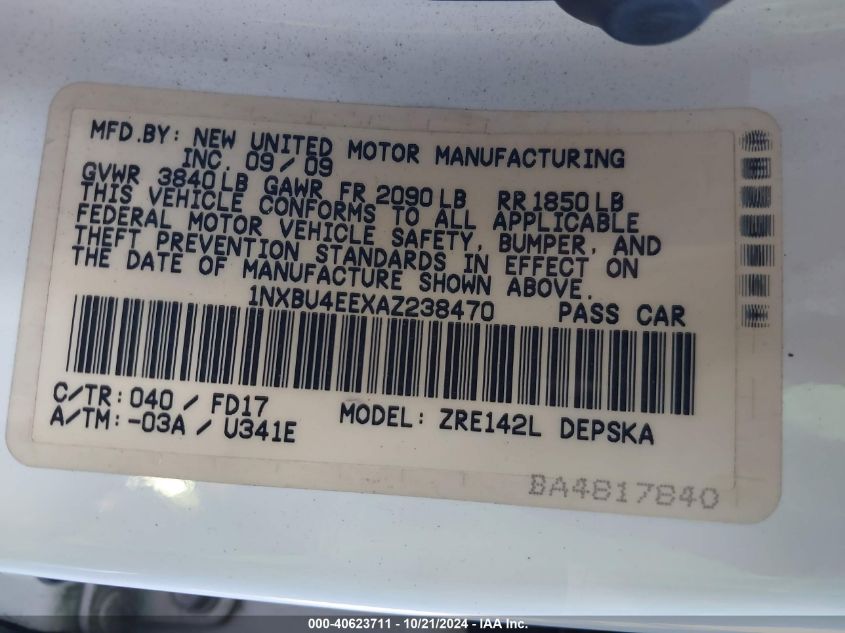 MFD.BY: NEW UNITED MOTOR MANUFACTURING
INC. 09/09
GVWR 3840LB GAWR FR 2090LB RR1850LB
THIS VEHICLE CONFORMS TO ALL APPLICABLE
FEDERAL MOTOR VEHICLE SAFETY, BUMPER, AND
THEFT PREVENTION STANDARDS IN EFFECT ON
THE DATE OF MANUFACTURE SHOWN ABOVE.
1NXBU4EEXAZ238470 PASS CAR
C/TR: 040 / FD17
A/TM: -03A / U341E
MODEL: ZRE142L DEPSKA
BA4817840
000-40623711 - 10/21/2024 - IAA Inc.